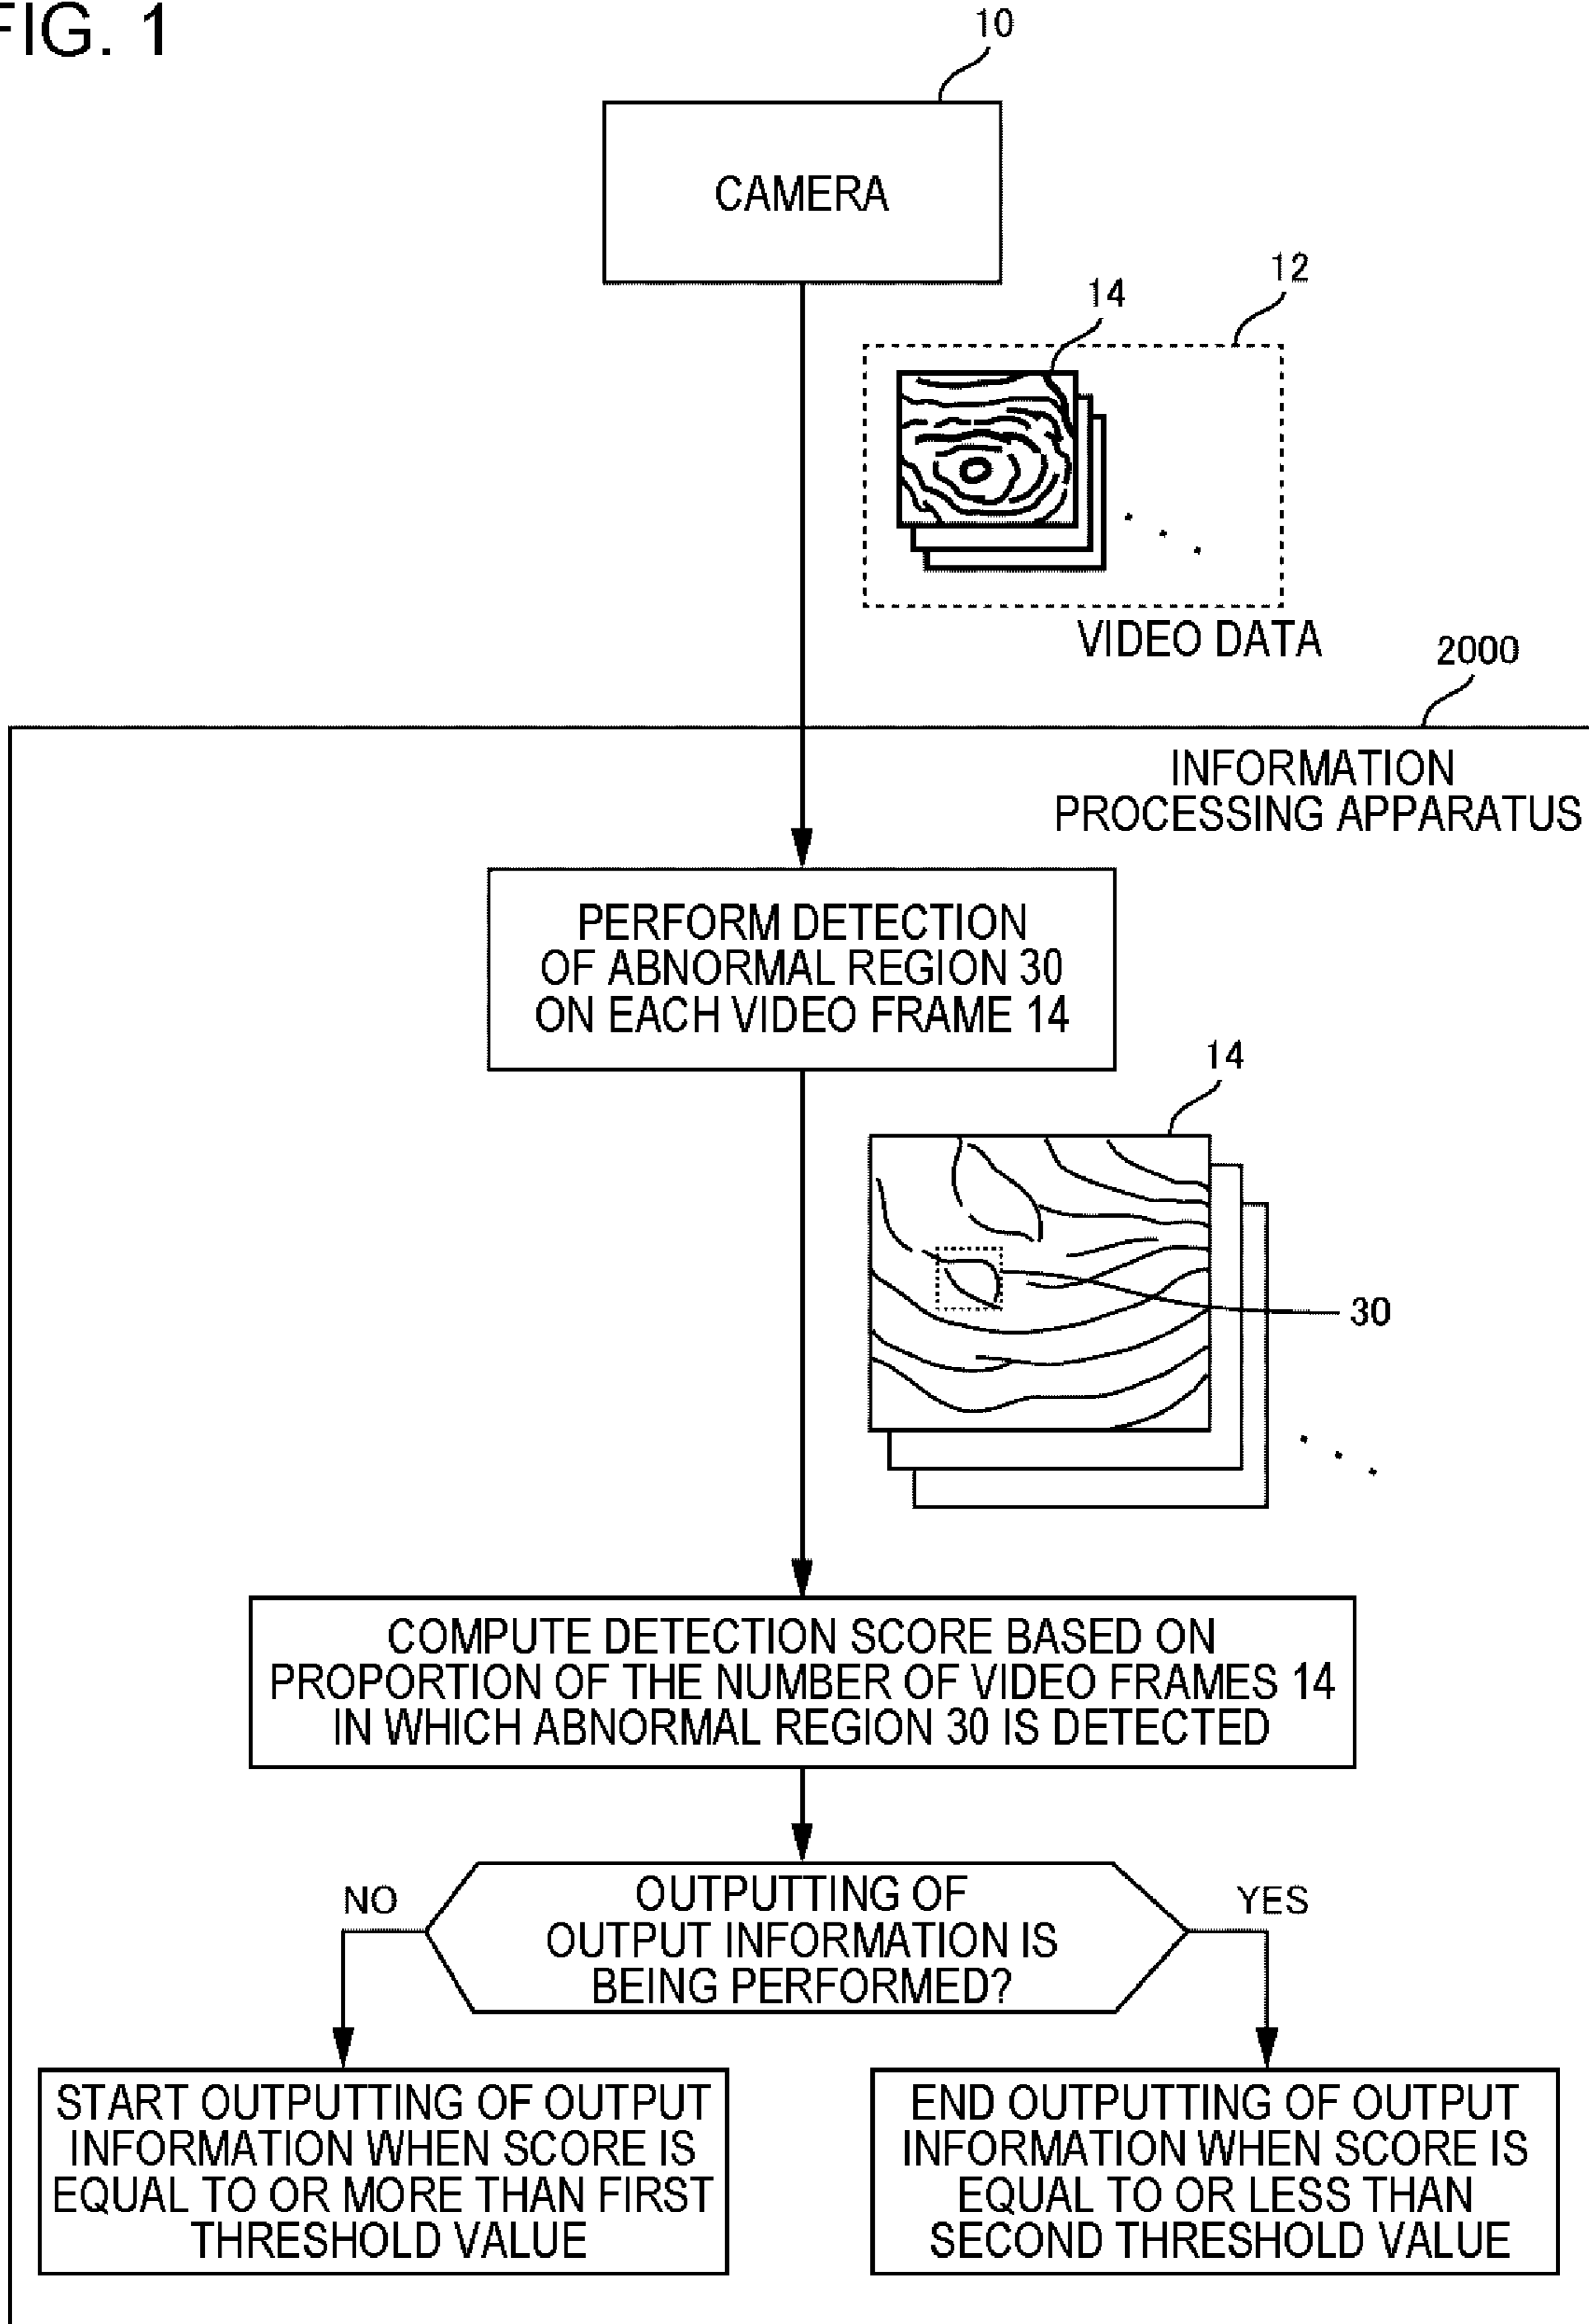 FIG. 1
10
CAMERA
12
14
VIDEO DATA
2000
INFORMATION
PROCESSING APPARATUS
PERFORM DETECTION
OF ABNORMAL REGION 30
ON EACH VIDEO FRAME 14
14
30
COMPUTE DETECTION SCORE BASED ON
PROPORTION OF THE NUMBER OF VIDEO FRAMES 14
IN WHICH ABNORMAL REGION 30 IS DETECTED
NO
OUTPUTTING OF
OUTPUT INFORMATION IS
BEING PERFORMED?
YES
START OUTPUTTING OF OUTPUT
INFORMATION WHEN SCORE IS
EQUAL TO OR MORE THAN FIRST
THRESHOLD VALUE
END OUTPUTTING OF OUTPUT
INFORMATION WHEN SCORE IS
EQUAL TO OR LESS THAN
SECOND THRESHOLD VALUE